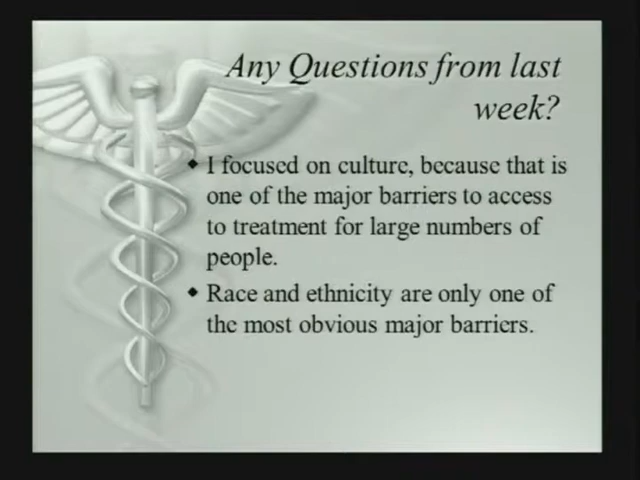 Any Questions from last
week?
◆ I focused on culture, because that is
one of the major barriers to access
to treatment for large numbers of
people.
◆ Race and ethnicity are only one of
the most obvious major barriers.